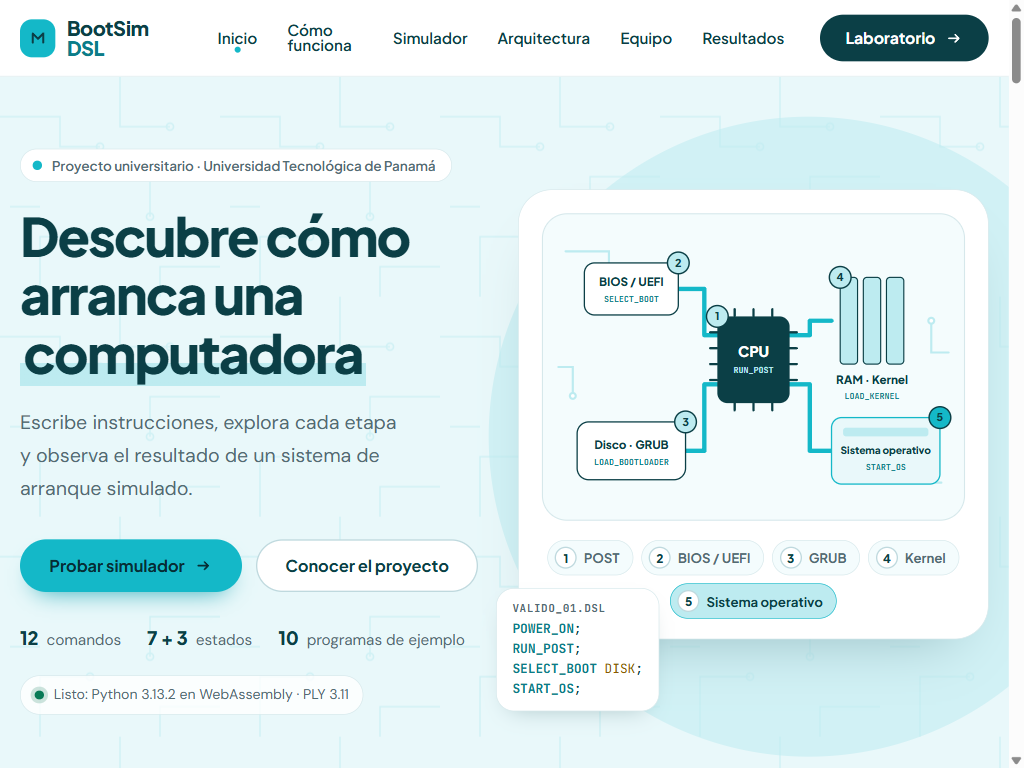 BootSim
DSL
Inicio
Cómo
funciona
Simulador
Arquitectura
Equipo
Resultados
Laboratorio →
Proyecto universitario · Universidad Tecnológica de Panamá
Descubre cómo
arranca una
computadora
Escribe instrucciones, explora cada etapa
y observa el resultado de un sistema de
arranque simulado.
Probar simulador →
Conocer el proyecto
12 comandos
7 + 3 estados
10 programas de ejemplo
Listo: Python 3.13.2 en WebAssembly · PLY 3.11
2
BIOS / UEFI
SELECT_BOOT
1
CPU
RUN_POST
4
RAM · Kernel
LOAD_KERNEL
3
Disco · GRUB
LOAD_BOOTLOADER
5
Sistema operativo
START_OS
1 POST
2 BIOS / UEFI
3 GRUB
4 Kernel
5 Sistema operativo
VALIDO_01.DSL
POWER_ON;
RUN_POST;
SELECT_BOOT DISK;
START_OS;